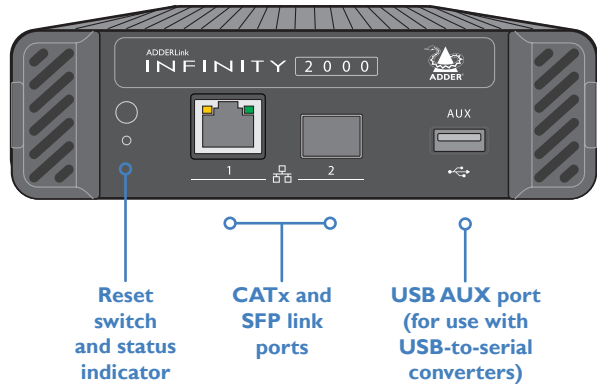 ADDERLink
INFINITY 2000
ADDER
AUX
1
2
Reset
switch
and status
indicator
CATx and
SFP link
ports
USB AUX port
(for use with
USB-to-serial
converters)